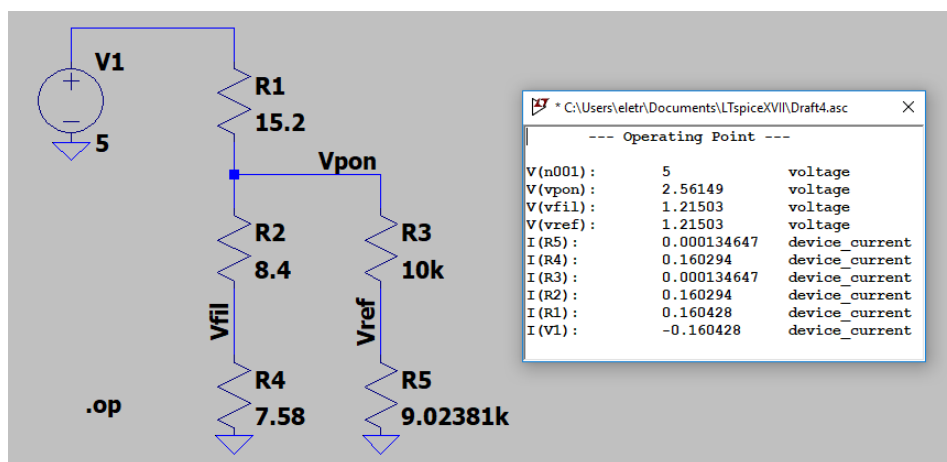 V1
5
R1
15.2
Vpon
R2
8.4
R3
10k
Vfil
Vref
R4
7.58
R5
9.02381k
.op
* C:\Users\eletr\Documents\LTspiceXVII\Draft4.asc
--- Operating Point ---
V(n001): 5 voltage
V(vpon): 2.56149 voltage
V(vfil): 1.21503 voltage
V(vref): 1.21503 voltage
I(R5): 0.000134647 device_current
I(R4): 0.160294 device_current
I(R3): 0.000134647 device_current
I(R2): 0.160294 device_current
I(R1): 0.160428 device_current
I(V1): -0.160428 device_current